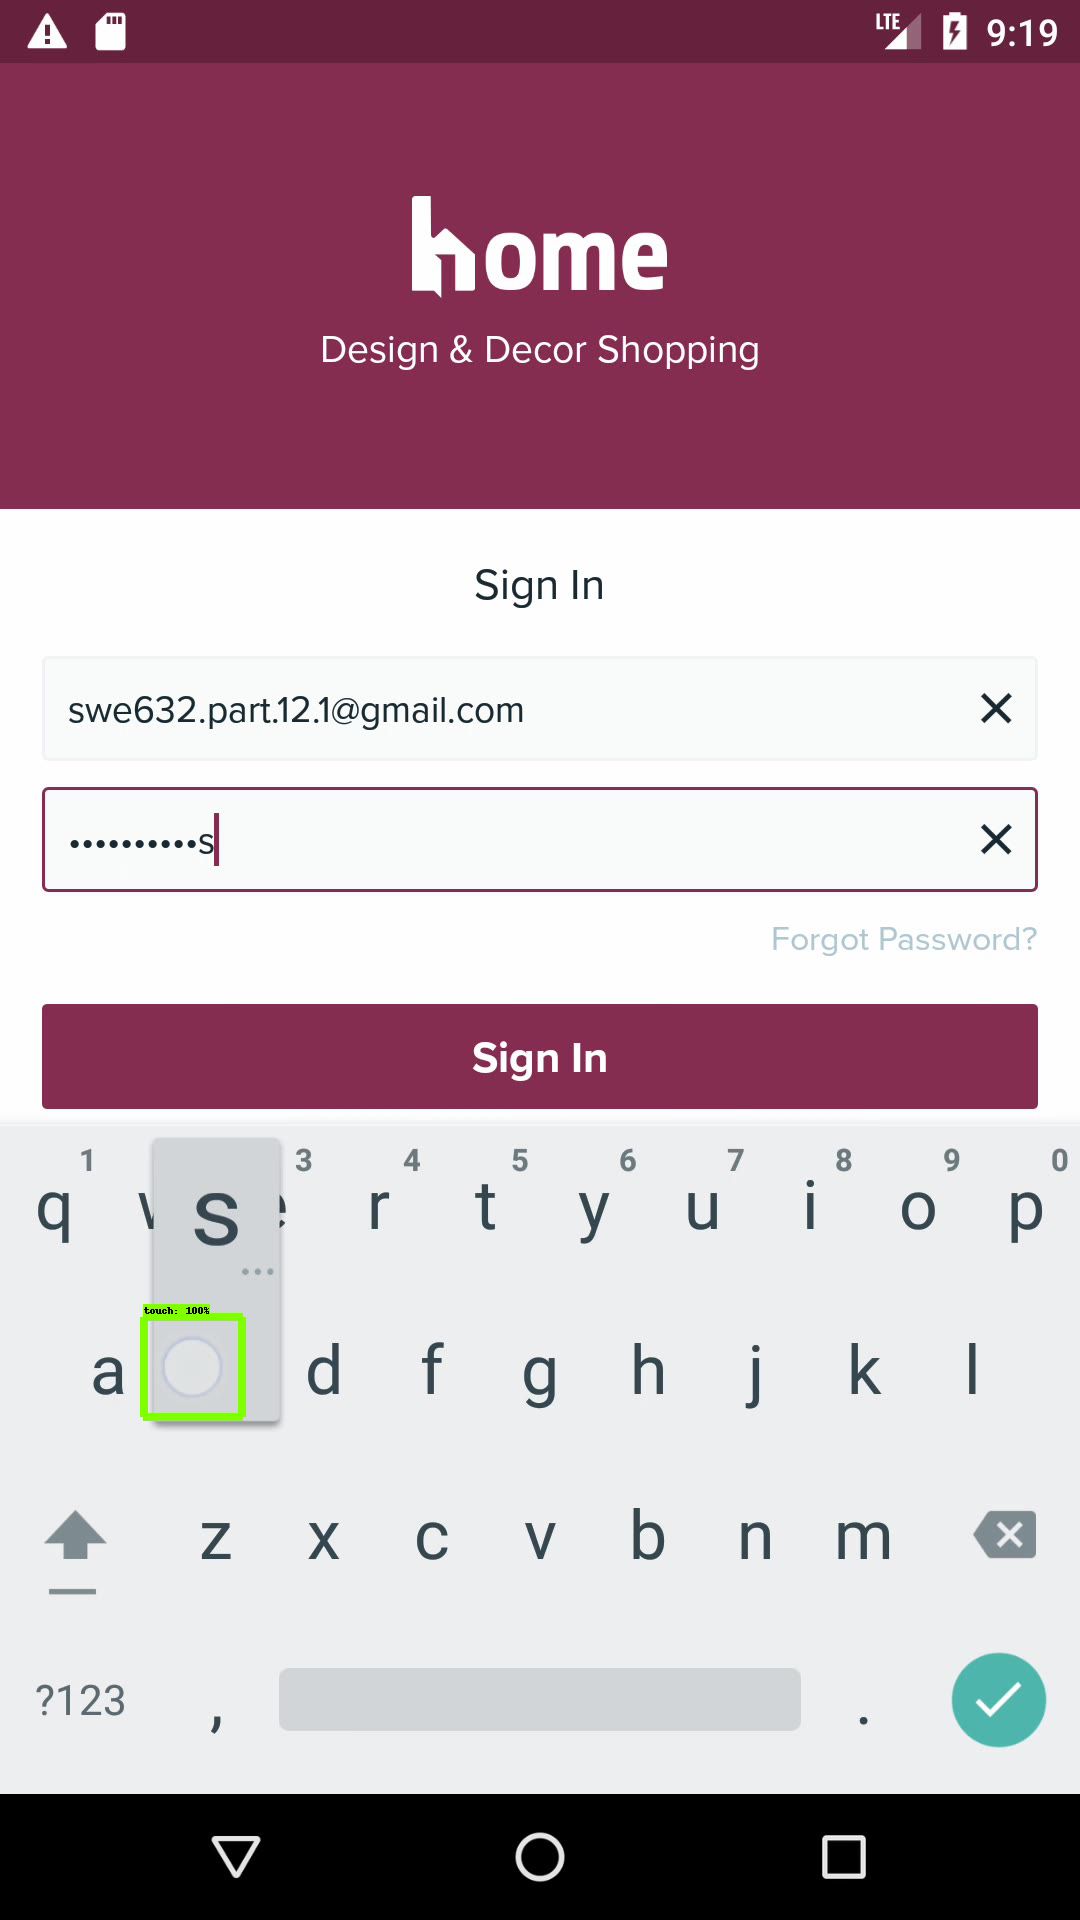 LTE 9:19
home
Design & Decor Shopping
Sign In
swe632.part.12.1@gmail.com
••••••••••s
Forgot Password?
Sign In
1 3 4 5 6 7 8 9 0
q w s e r t y u i o p
touch: 100%
a d f g h j k l
z x c v b n m
?123 , .